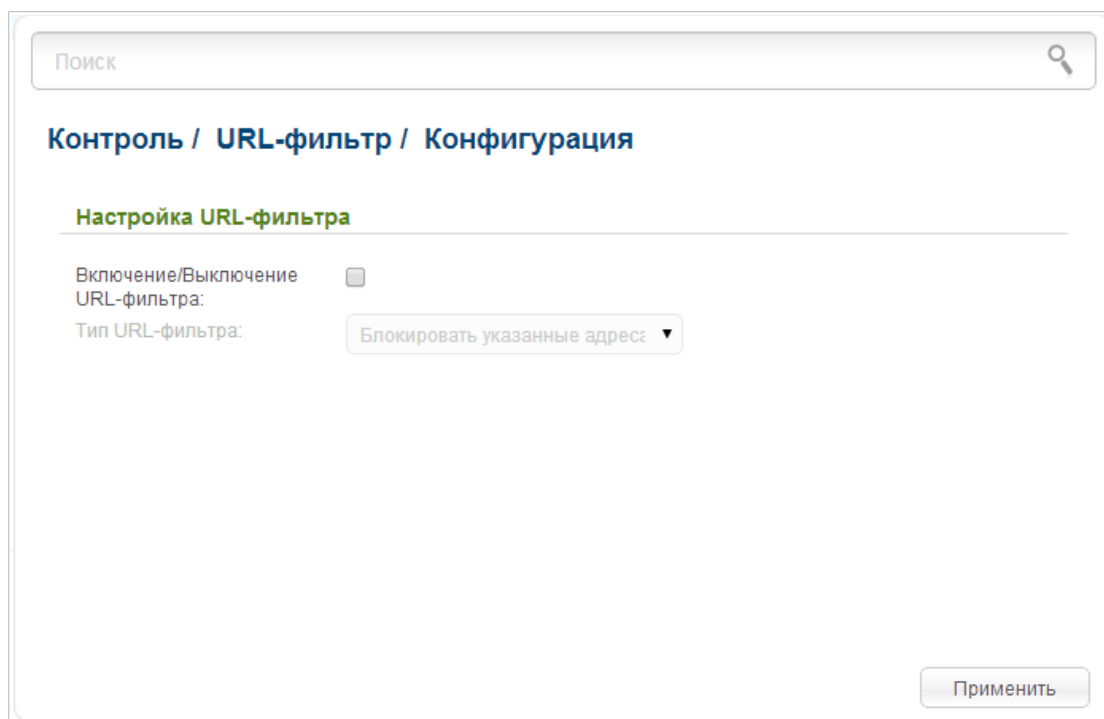 Поиск
Контроль / URL-фильтр / Конфигурация
Настройка URL-фильтра
Включение/Выключение
URL-фильтра:
Тип URL-фильтра:
Блокировать указанные адреса
Применить